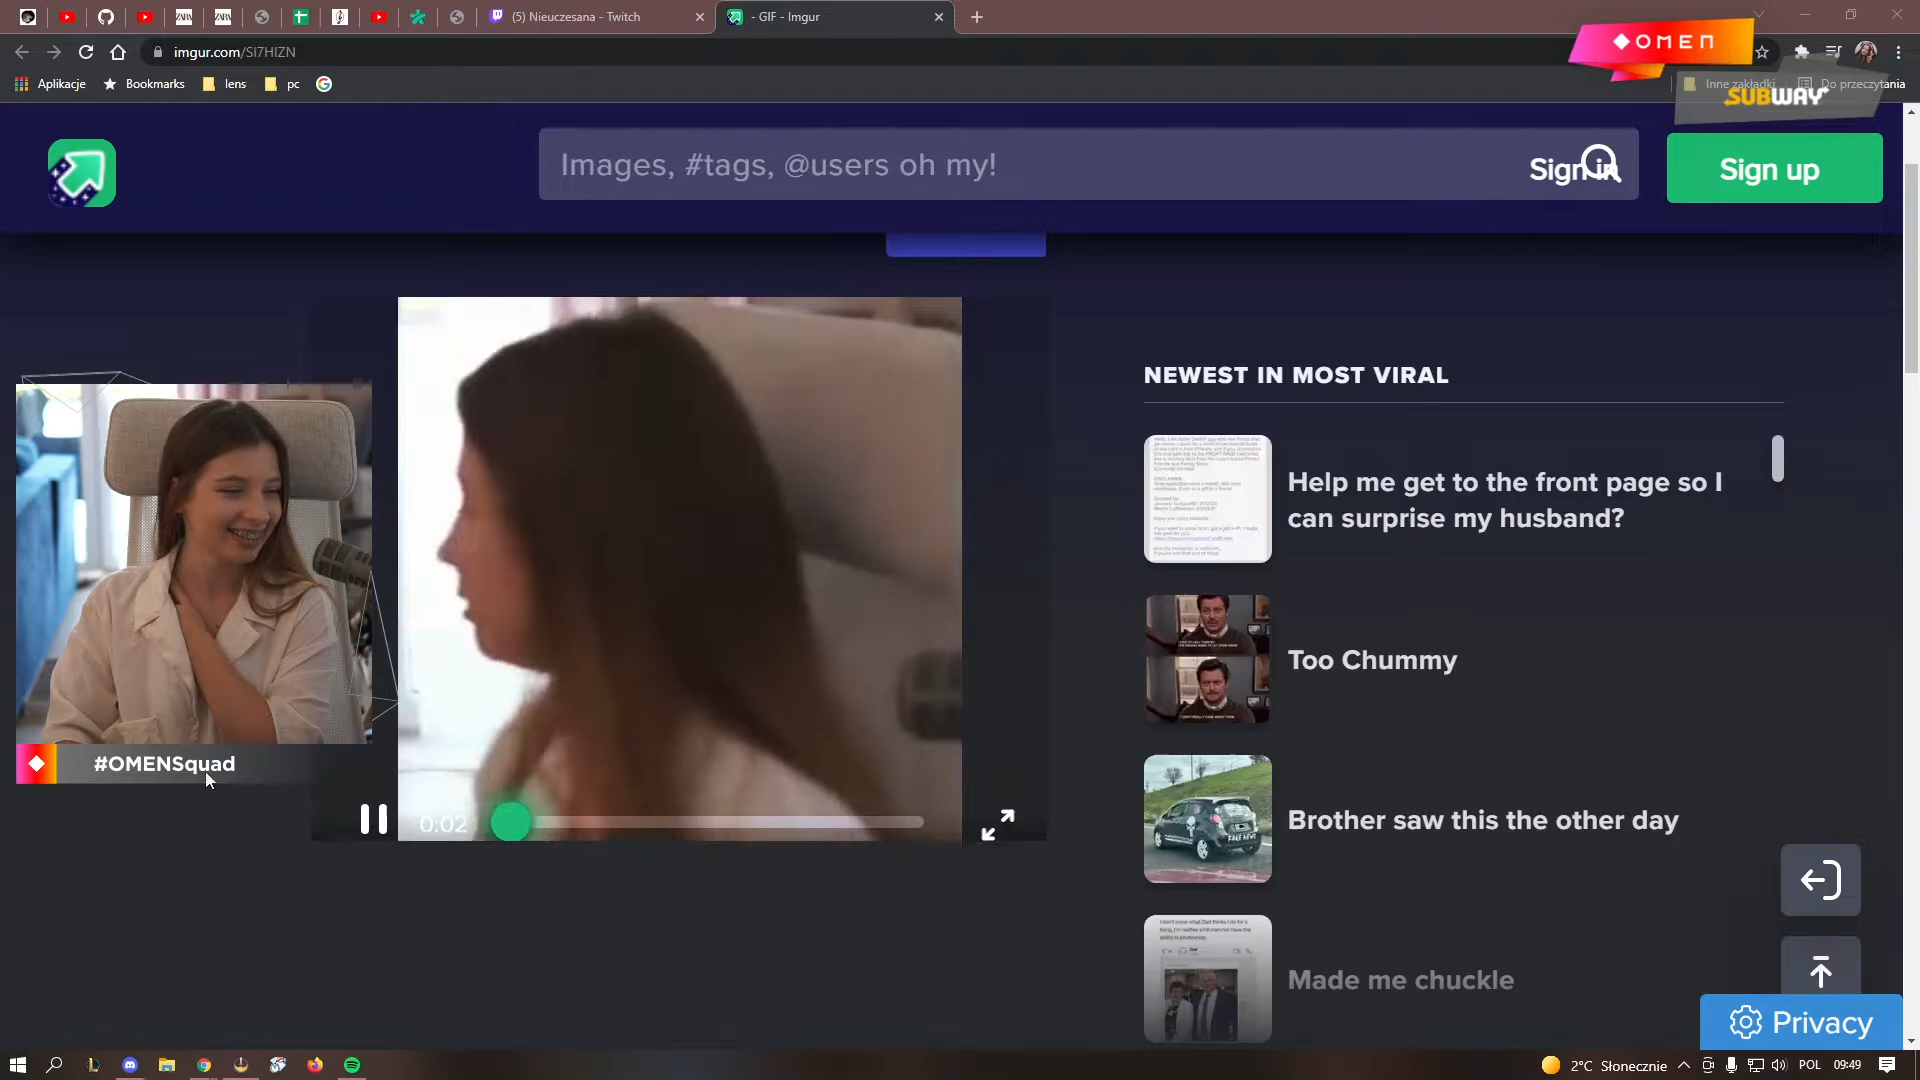 (5) Nieuczesana - Twitch
- GIF - Imgur
imgur.com/SI7HIZN
OMEN
Aplikacje
Bookmarks
lens
pc
Inne zakładki
Do przeczytania
SUBWAY
Images, #tags, @users oh my!
Sign in
Sign up
NEWEST IN MOST VIRAL
Help me get to the front page so I
can surprise my husband?
Too Chummy
#OMENSquad
0:02
FAKE NEWS
Brother saw this the other day
Made me chuckle
Privacy
2°C Słonecznie
POL
09:49